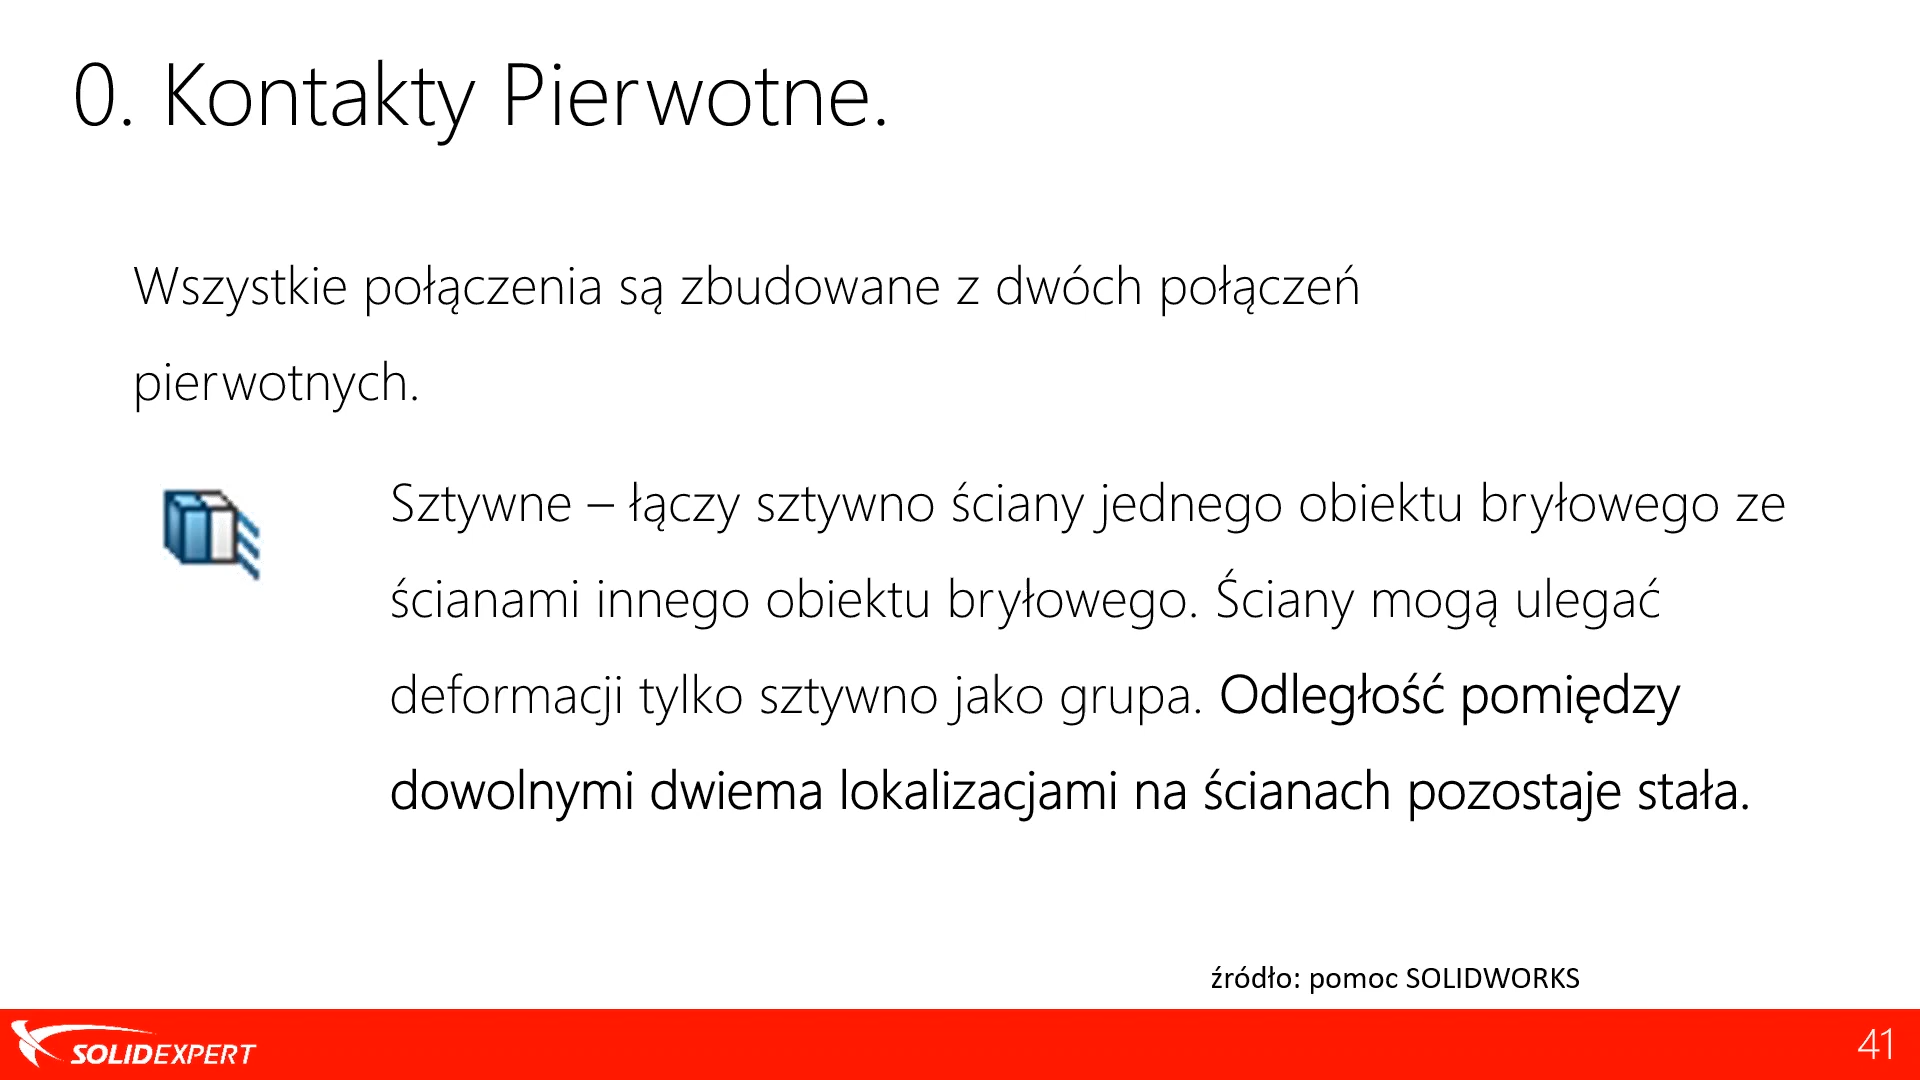 0. Kontakty Pierwotne.
Wszystkie połączenia są zbudowane z dwóch połączeń
pierwotnych.
Sztywne – łączy sztywno ściany jednego obiektu bryłowego ze
ścianami innego obiektu bryłowego. Ściany mogą ulegać
deformacji tylko sztywno jako grupa. Odległość pomiędzy
dowolnymi dwiema lokalizacjami na ścianach pozostaje stała.
źródło: pomoc SOLIDWORKS
SOLIDEXPERT
41